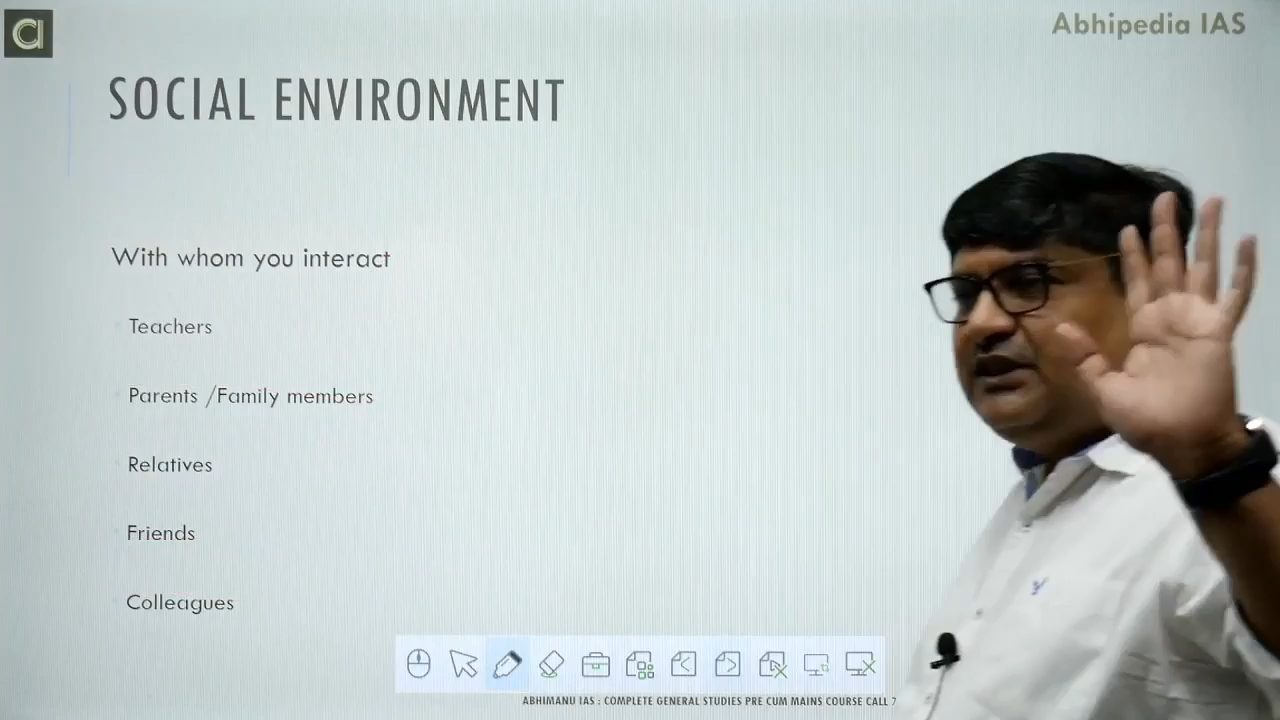 Abhipedia IAS
SOCIAL ENVIRONMENT
With whom you interact
Teachers
Parents /Family members
Relatives
Friends
Colleagues
ABHIMANU IAS : COMPLETE GENERAL STUDIES PRE CUM MAINS COURSE CALL 7